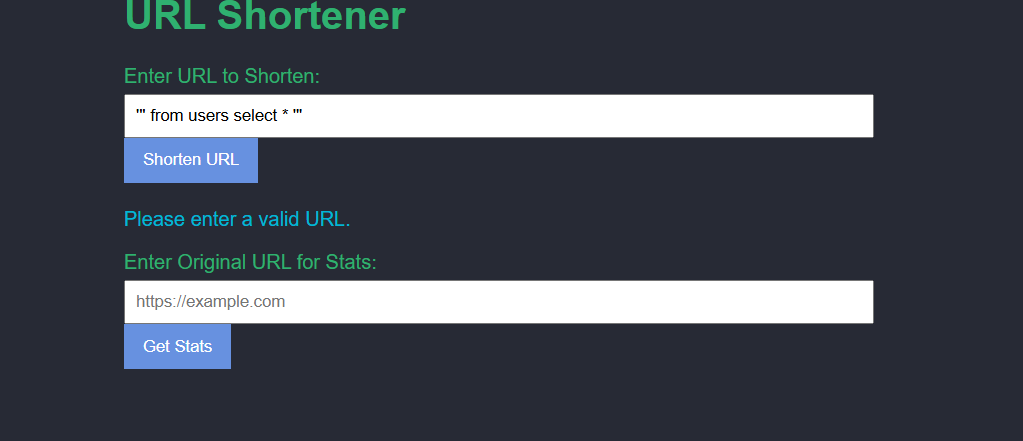 URL Shortener
Enter URL to Shorten:
'" from users select * '"
Shorten URL
Please enter a valid URL.
Enter Original URL for Stats:
https://example.com
Get Stats